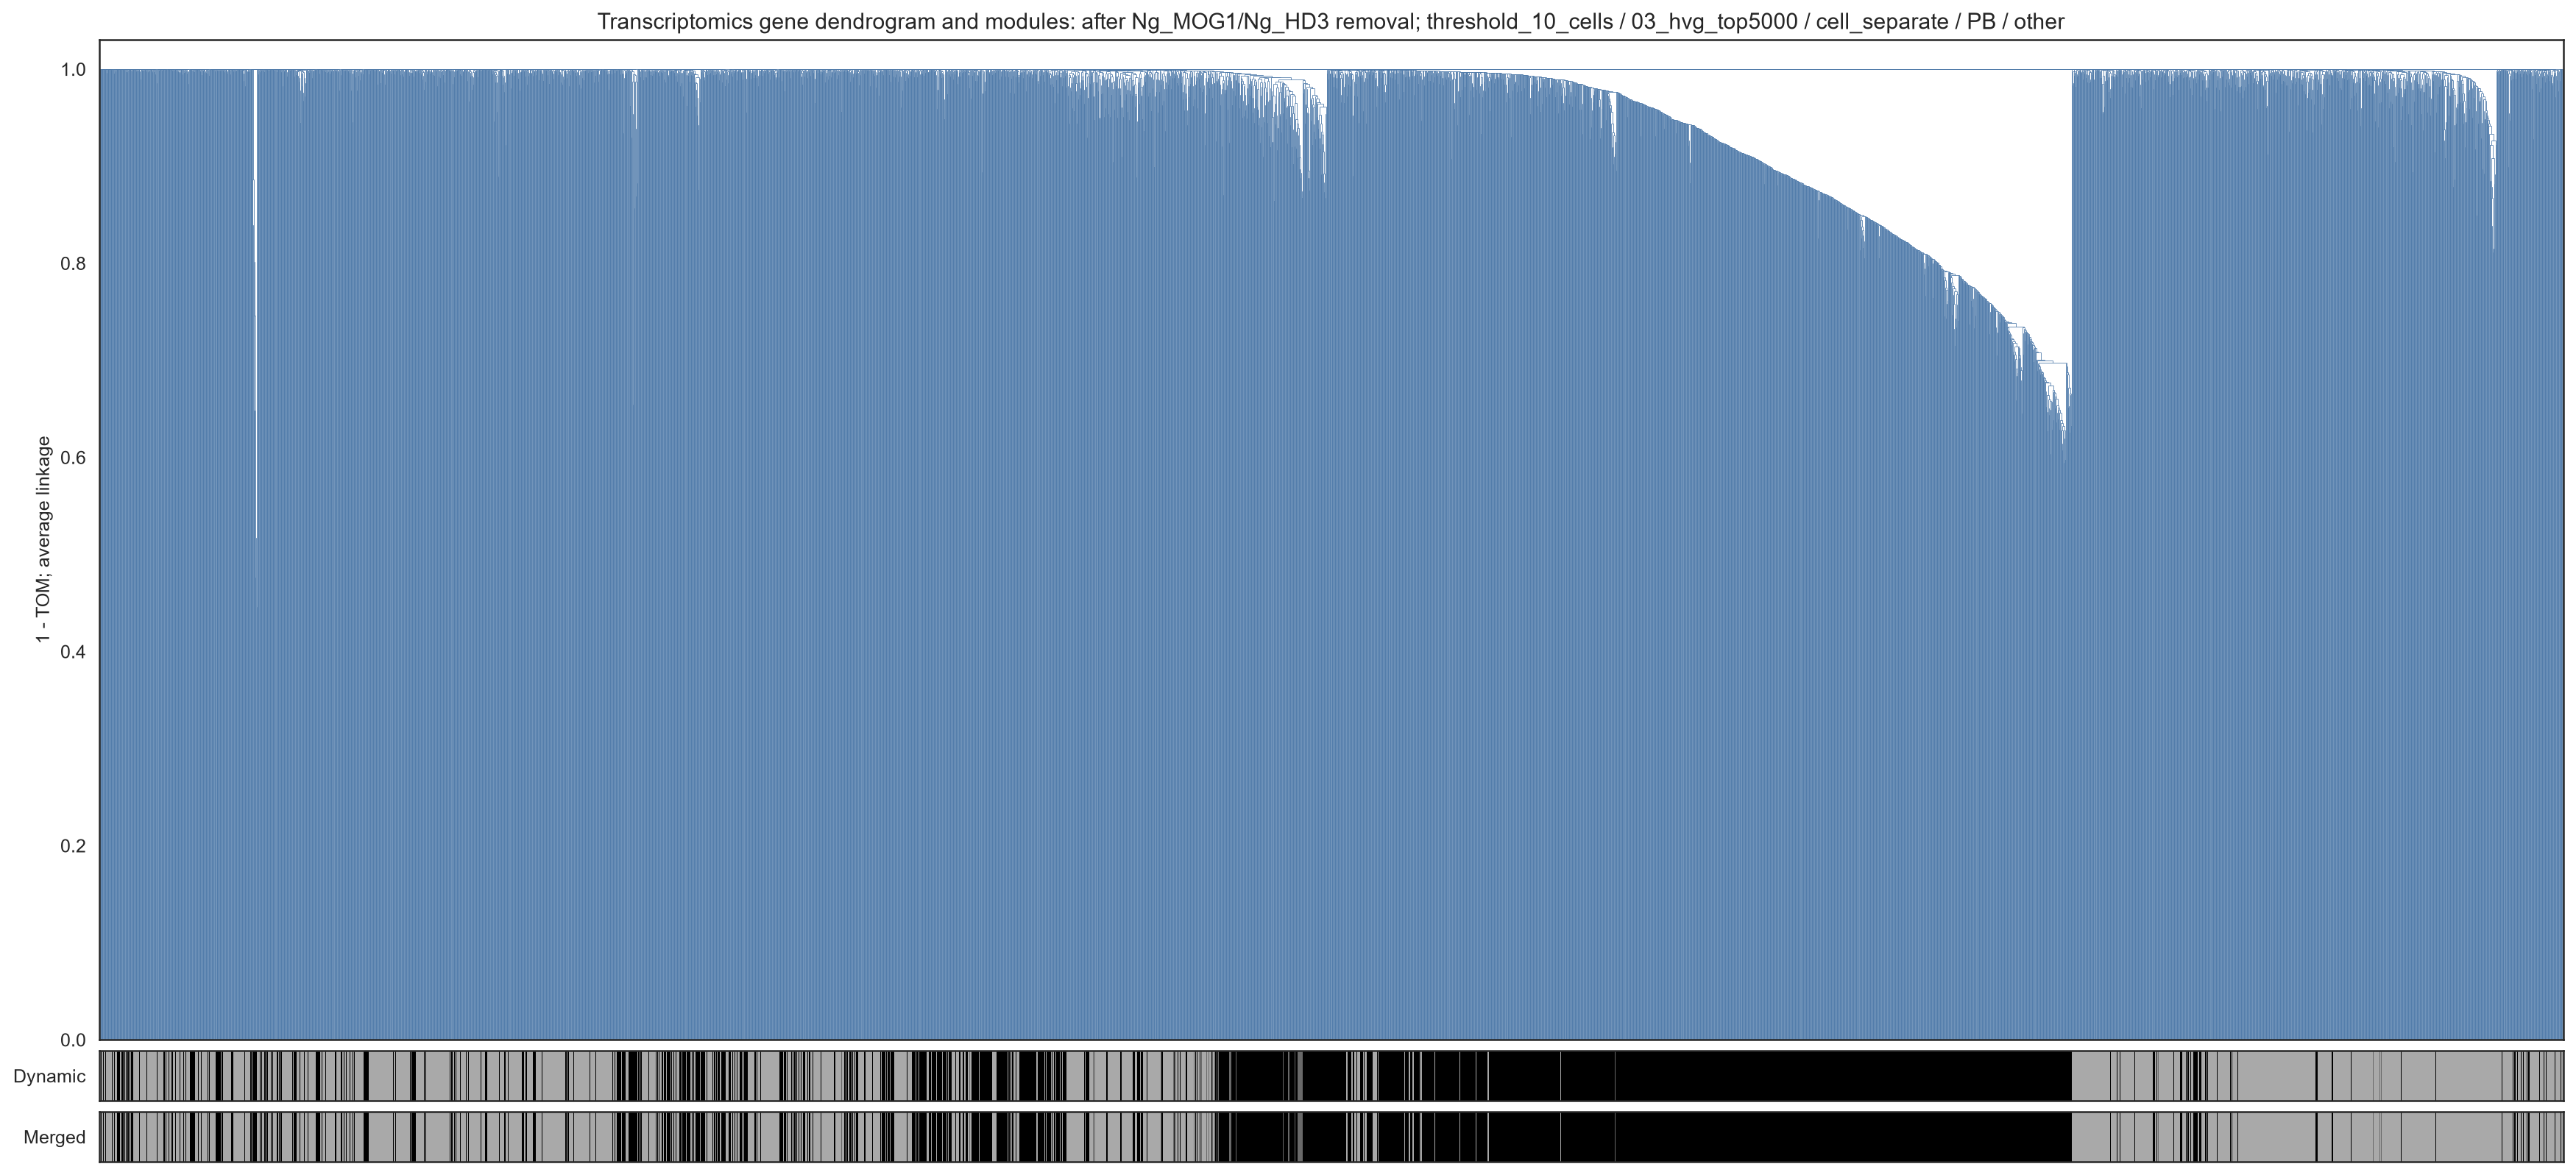 Transcriptomics gene dendrogram and modules: after Ng_MOG1/Ng_HD3 removal; threshold_10_cells / 03_hvg_top5000 / cell_separate / PB / other
1 - TOM; average linkage
1.0
0.8
0.6
0.4
0.2
0.0
Dynamic
Merged